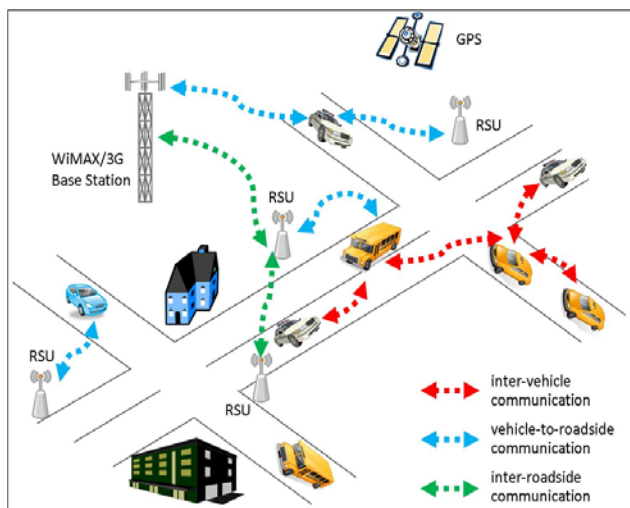 GPS
RSU
WiMAX/3G
Base Station
RSU
RSU
RSU
inter-vehicle
communication
vehicle-to-roadside
communication
inter-roadside
communication